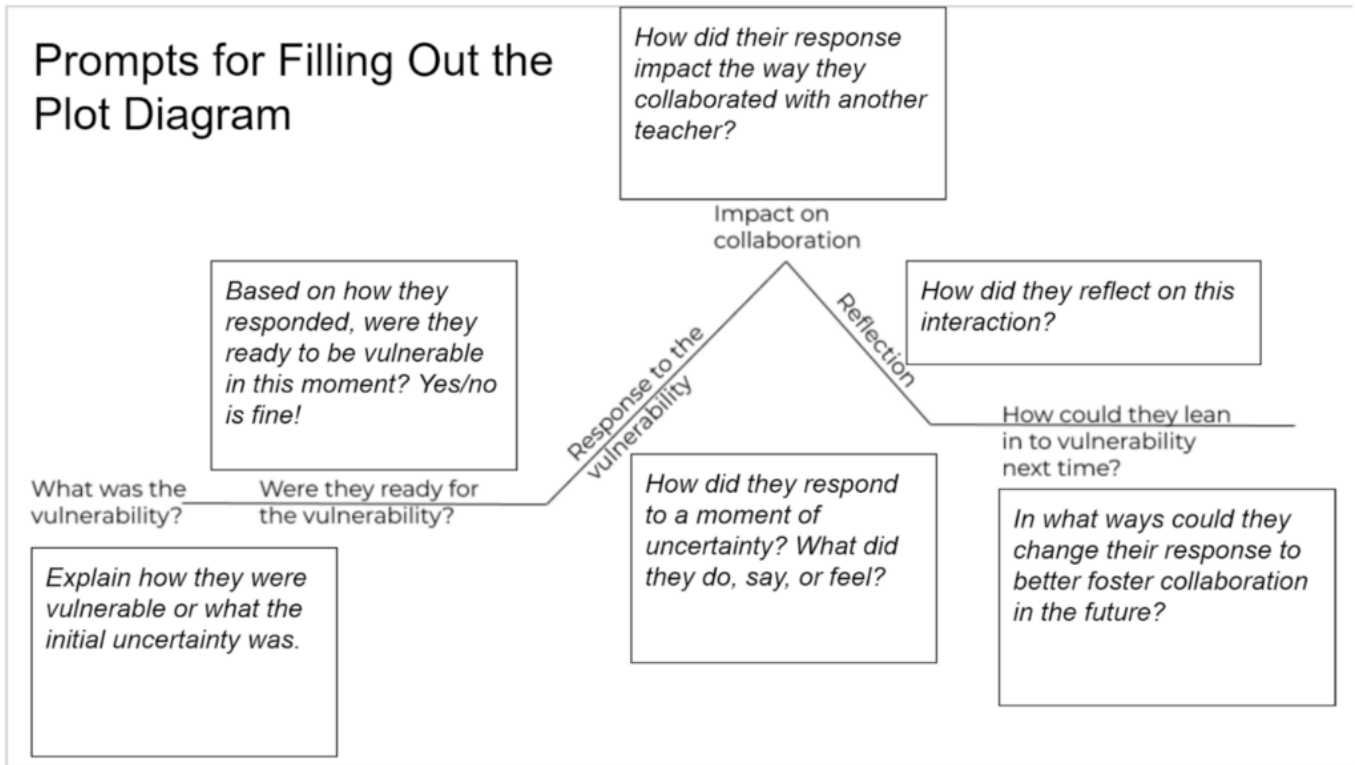 Prompts for Filling Out the
Plot Diagram
How did their response
impact the way they
collaborated with another
teacher?
Impact on
collaboration
Based on how they
responded, were they
ready to be vulnerable
in this moment? Yes/no
is fine!
How did they reflect on this
interaction?
Response to the
vulnerability
Reflection
What was the
vulnerability?
Were they ready for
the vulnerability?
How could they lean
in to vulnerability
next time?
Explain how they were
vulnerable or what the
initial uncertainty was.
How did they respond
to a moment of
uncertainty? What did
they do, say, or feel?
In what ways could they
change their response to
better foster collaboration
in the future?